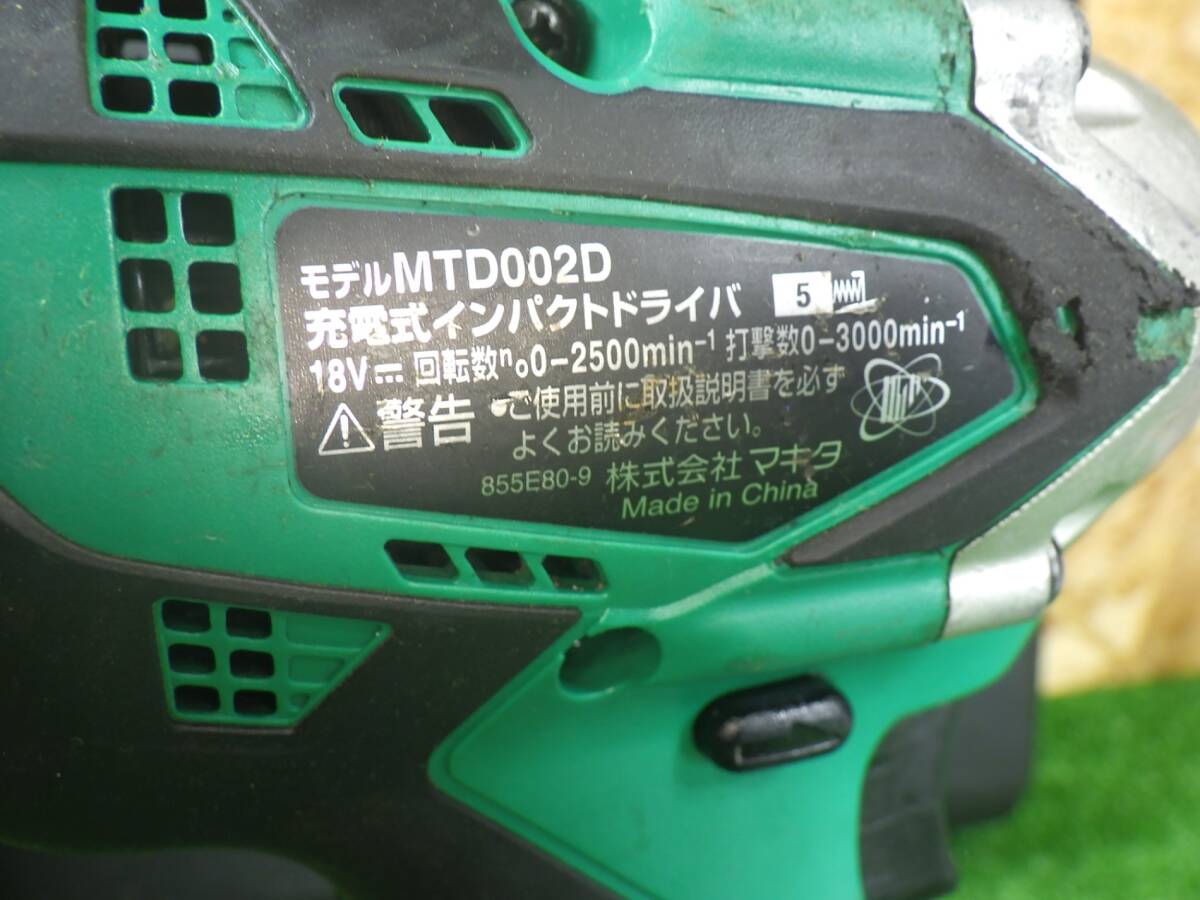 モデルMTD002D
充電式インパクトドライバ 5
18V⎓ 回転数n₀0-2500min⁻¹ 打撃数0-3000min⁻¹
⚠警告 •ご使用前に取扱説明書を必ず
よくお読みください。
855E80-9 株式会社 マキタ
Made in China